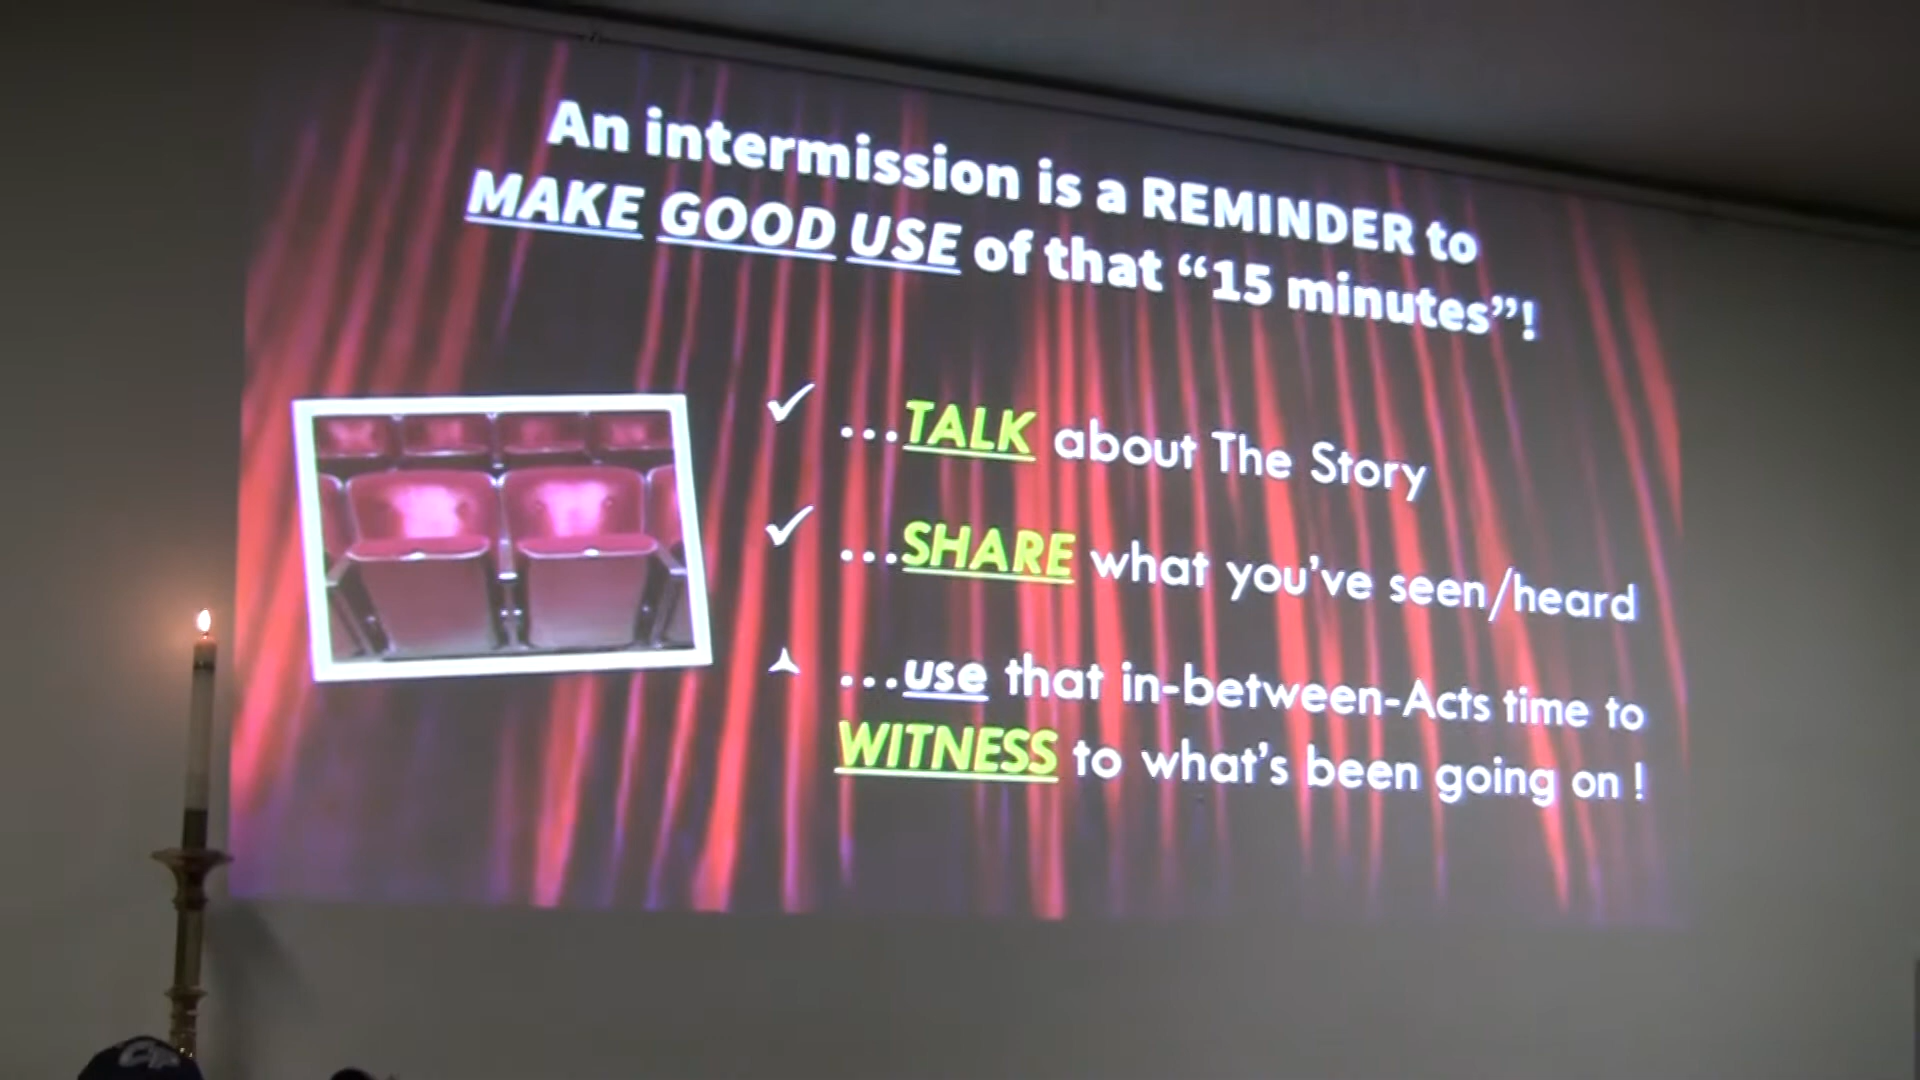 An intermission is a REMINDER to
MAKE GOOD USE of that “15 minutes”!
...TALK about The Story
...SHARE what you’ve seen/heard
...use that in-between-Acts time to
WITNESS to what’s been going on !